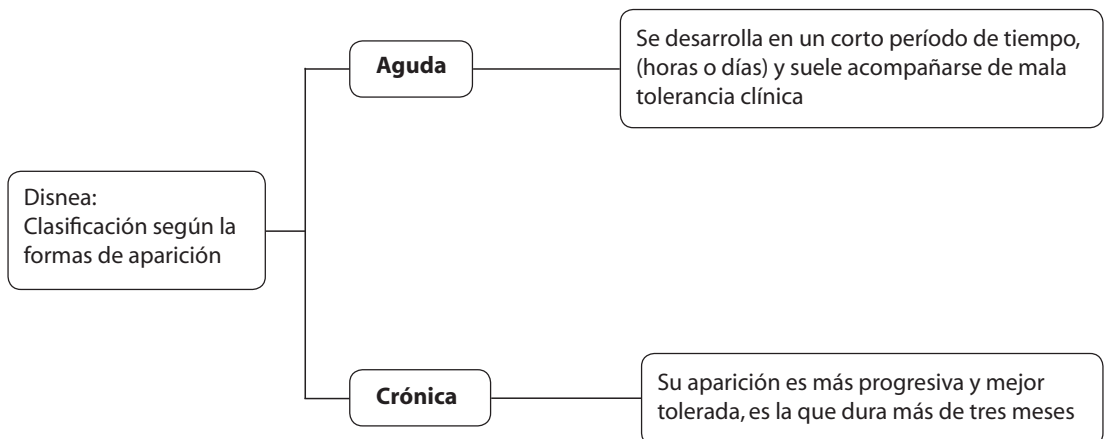 Disnea:
Clasificación según la
formas de aparición
Aguda
Se desarrolla en un corto período de tiempo,
(horas o días) y suele acompañarse de mala
tolerancia clínica
Crónica
Su aparición es más progresiva y mejor
tolerada, es la que dura más de tres meses